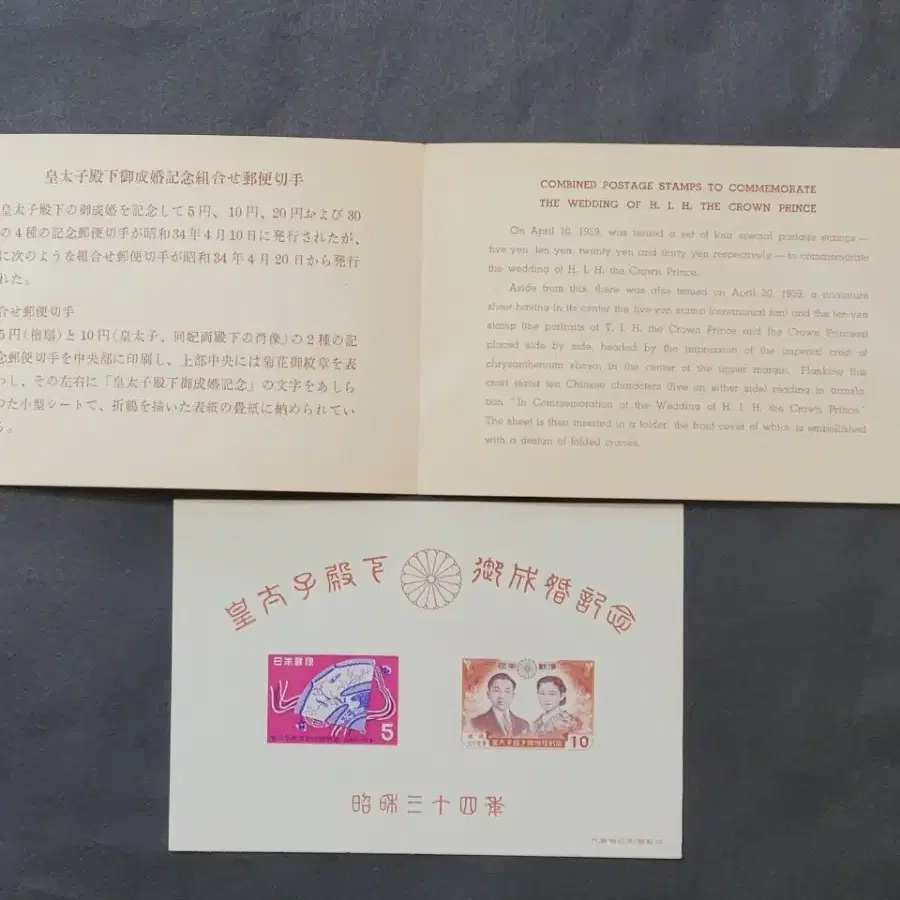 皇太子殿下御成婚記念組合せ郵便切手
皇太子殿下の御成婚を記念して5円、10円、20円および30
の4種の記念郵便切手が昭和34年4月10日に発行されたが、
に次のような組合せ郵便切手が昭和34年4月20日から発行
れた。
合せ郵便切手
5円(桧扇)と10円(皇太子、同妃両殿下の肖像)の2種の記
念郵便切手を中央部に印刷し、上部中央には菊花御紋章を表
わし、その左右に「皇太子殿下御成婚記念」の文字をあしら
った小型シートで、折鶴を描いた表紙の畳紙に納められてい
る。
COMBINED POSTAGE STAMPS TO COMMEMORATE
THE WEDDING OF H. I. H. THE CROWN PRINCE
On April 10, 1959, was issued a set of four special postage stamps—
five yen, ten yen, twenty yen and thirty yen respectively—to commemorate
the wedding of H. I. H. the Crown Prince.
Aside from this, there was also issued on April 20, 1959, a miniature
sheet having in its center the five-yen stamp (ceremonial fan) and the ten-yen
stamp (the portraits of T. I. H. the Crown Prince and the Crown Princess)
placed side by side, headed by the impression of the imperial crest of
chrysanthemum shown in the center of the upper margin. Flanking this
crest stand ten Chinese characters (five on either side) reading in transla-
tion "In Commemoration of the Wedding of H. I. H. the Crown Prince."
The sheet is then inserted in a folder, the front cover of which is embellished
with a design of folded cranes.
皇太子殿下 御成婚記念
日本郵便
5
日本郵便
10
昭和三十四年